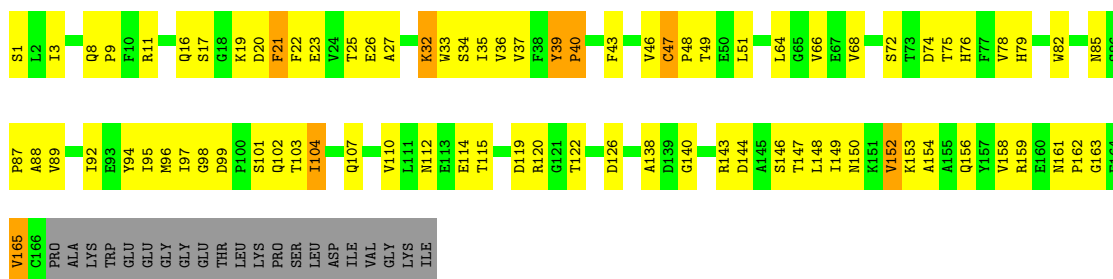 S1 L2 I3 Q8 P9 F10 R11 Q16 S17 G18 K19 D20 F21 F22 E23 V24 T25 E26 A27 K32 W33 S34 I35 V36 V37 F38 Y39 P40 F43 V46 C47 P48 T49 E50 L51 L64 G65 V66 E67 V68 S72 T73 D74 T75 H76 F77 V78 H79 W82 N85
P87 A88 V89 I92 E93 Y94 I95 M96 I97 G98 D99 P100 S101 Q102 T103 I104 Q107 V110 L111 N112 E113 E114 T115 D119 R120 G121 T122 D126 A138 D139 G140 R143 D144 A145 S146 T147 L148 I149 N150 K151 V152 K153 A154 A155 Q156 Y157 V158 R159 E160 N161 P162 G163
V165 C166 PRO ALA LYS TRP GLU GLU GLY GLY GLU THR LEU LYS PRO SER LEU ASP ILE VAL GLY LYS ILE